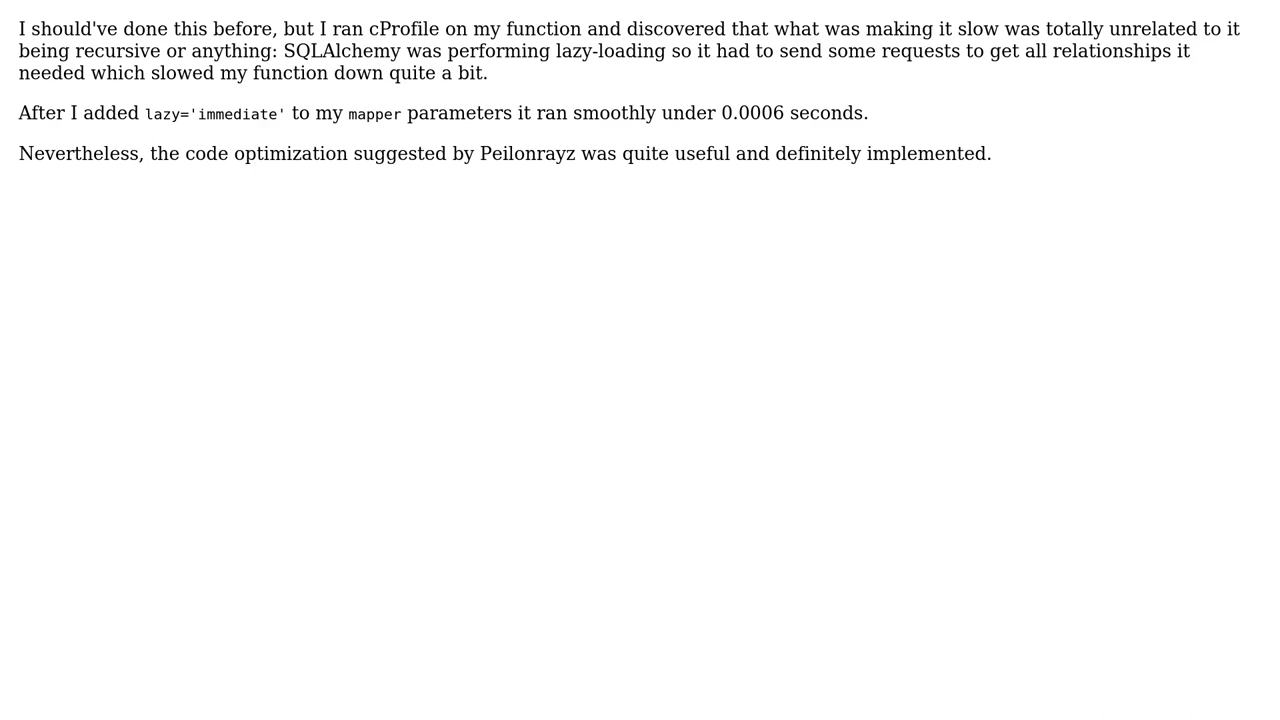 I should've done this before, but I ran cProfile on my function and discovered that what was making it slow was totally unrelated to it
being recursive or anything: SQLAlchemy was performing lazy-loading so it had to send some requests to get all relationships it
needed which slowed my function down quite a bit.
After I added lazy='immediate' to my mapper parameters it ran smoothly under 0.0006 seconds.
Nevertheless, the code optimization suggested by Peilonrayz was quite useful and definitely implemented.